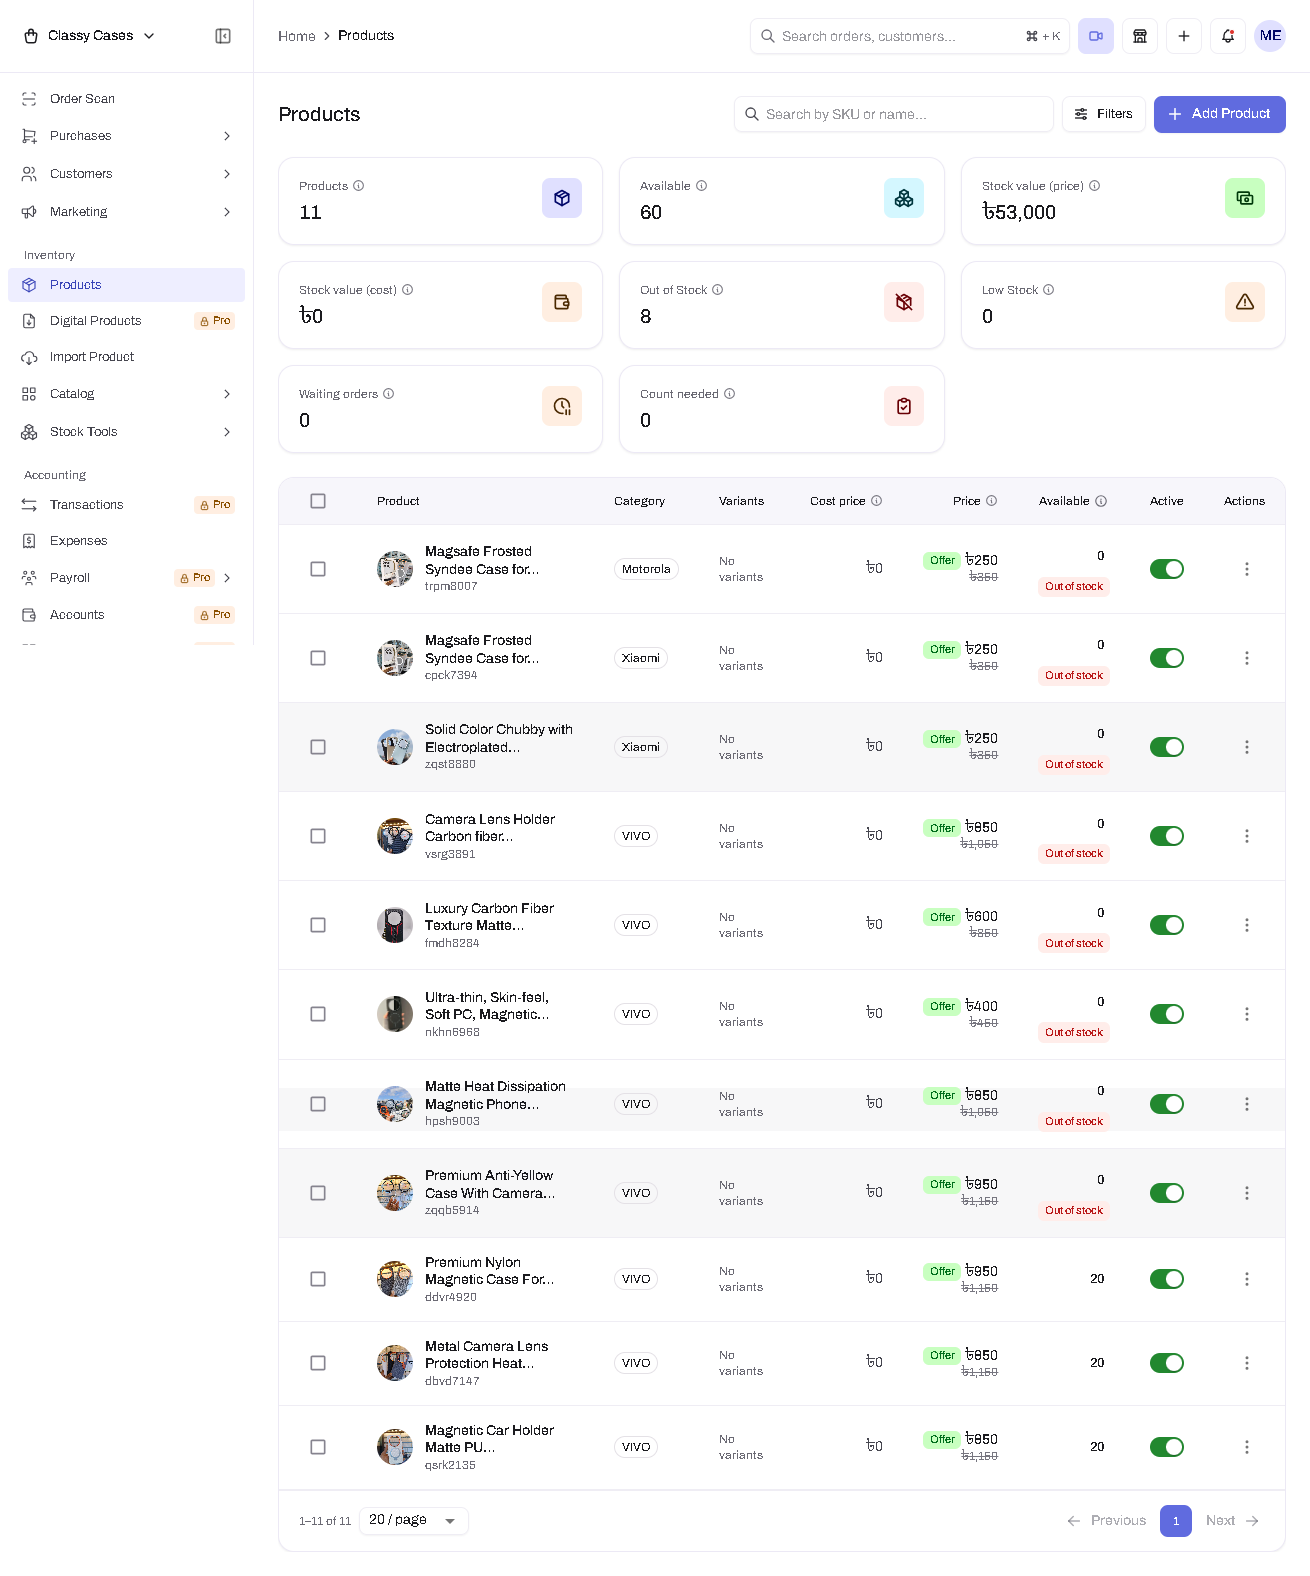 Classy Cases
Home > Products
Search orders, customers...
⌘ + K
ME
Order Scan
Purchases
Customers
Marketing
Inventory
Products
Digital Products
Pro
Import Product
Catalog
Stock Tools
Accounting
Transactions
Pro
Expenses
Payroll
Pro
Accounts
Pro
Products
Search by SKU or name...
Filters
Add Product
Products
11
Available
60
Stock value (price)
৳53,000
Stock value (cost)
৳0
Out of Stock
8
Low Stock
0
Waiting orders
0
Count needed
0
Product Category Variants Cost price Price Available Active Actions
Magsafe Frosted
Syndee Case for...
trpm8007
Motorola
No
variants
৳0
Offer ৳250
৳350
0
Out of stock
Magsafe Frosted
Syndee Case for...
cpck7394
Xiaomi
No
variants
৳0
Offer ৳250
৳350
0
Out of stock
Solid Color Chubby with
Electroplated...
zqst8880
Xiaomi
No
variants
৳0
Offer ৳250
৳350
0
Out of stock
Camera Lens Holder
Carbon fiber...
vsrg3891
VIVO
No
variants
৳0
Offer ৳850
৳1,050
0
Out of stock
Luxury Carbon Fiber
Texture Matte...
fmdh8284
VIVO
No
variants
৳0
Offer ৳600
৳850
0
Out of stock
Ultra-thin, Skin-feel,
Soft PC, Magnetic...
nkhn6968
VIVO
No
variants
৳0
Offer ৳400
৳450
0
Out of stock
Matte Heat Dissipation
Magnetic Phone...
hpsh9003
VIVO
No
variants
৳0
Offer ৳850
৳1,050
0
Out of stock
Premium Anti-Yellow
Case With Camera...
zqqb5914
VIVO
No
variants
৳0
Offer ৳950
৳1,150
0
Out of stock
Premium Nylon
Magnetic Case For...
ddvr4920
VIVO
No
variants
৳0
Offer ৳950
৳1,150
20
Metal Camera Lens
Protection Heat...
dbvd7147
VIVO
No
variants
৳0
Offer ৳850
৳1,150
20
Magnetic Car Holder
Matte PU...
qsrk2135
VIVO
No
variants
৳0
Offer ৳850
৳1,150
20
1–11 of 11
20 / page
Previous
1
Next